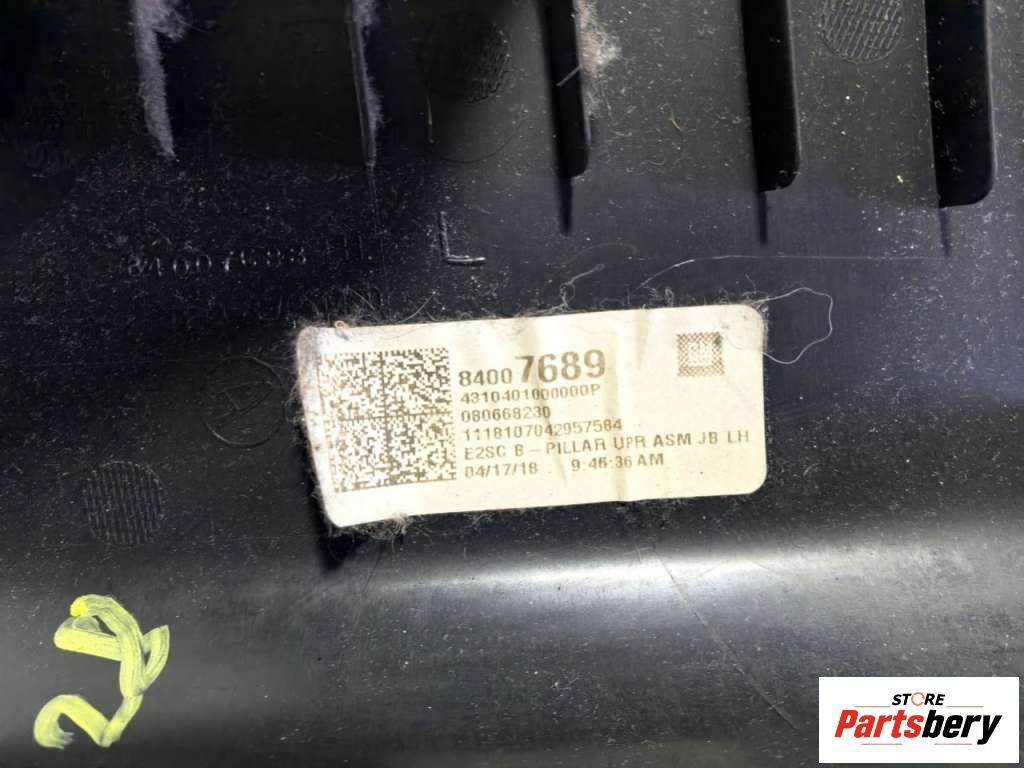 L
84007689
4310401000000P
080668230
1118107042957584
E2SC B-PILLAR UPR ASM JB LH
04/17/18 9:46:36 AM
GM
STORE
Partsbery